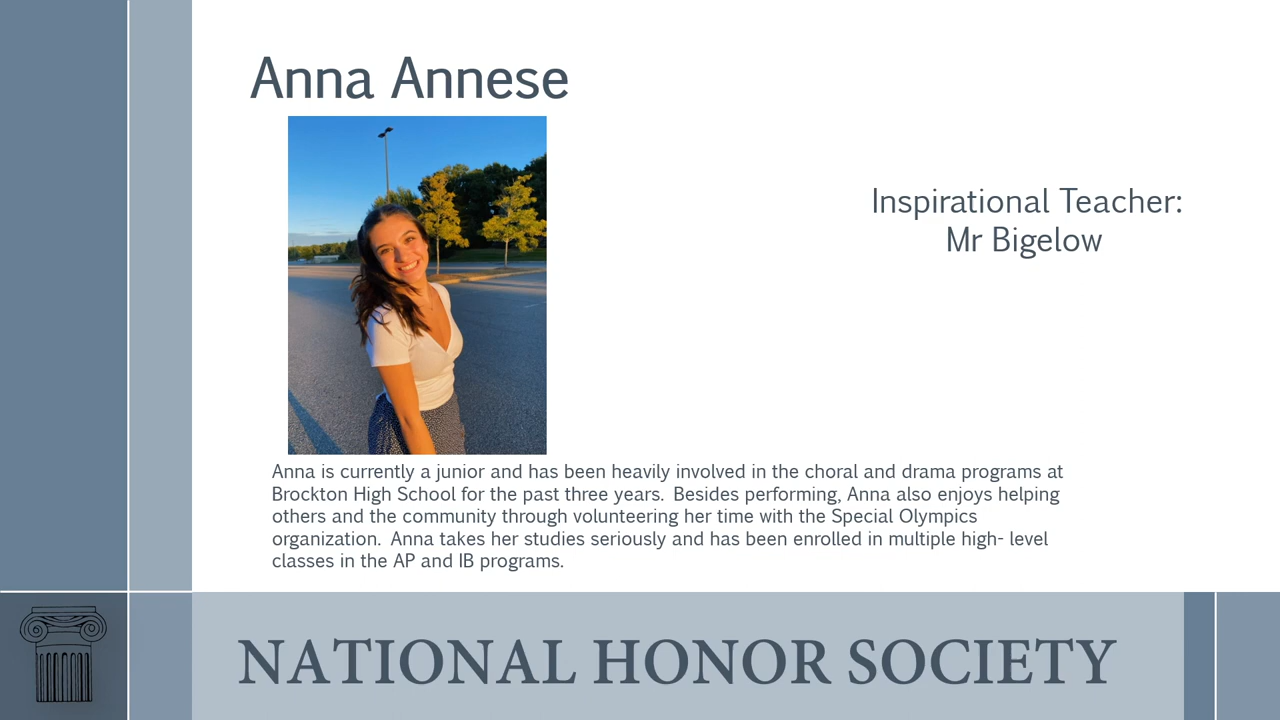 Anna Annese
Inspirational Teacher:
Mr Bigelow
Anna is currently a junior and has been heavily involved in the choral and drama programs at
Brockton High School for the past three years.  Besides performing, Anna also enjoys helping
others and the community through volunteering her time with the Special Olympics
organization.  Anna takes her studies seriously and has been enrolled in multiple high- level
classes in the AP and IB programs.
NATIONAL HONOR SOCIETY